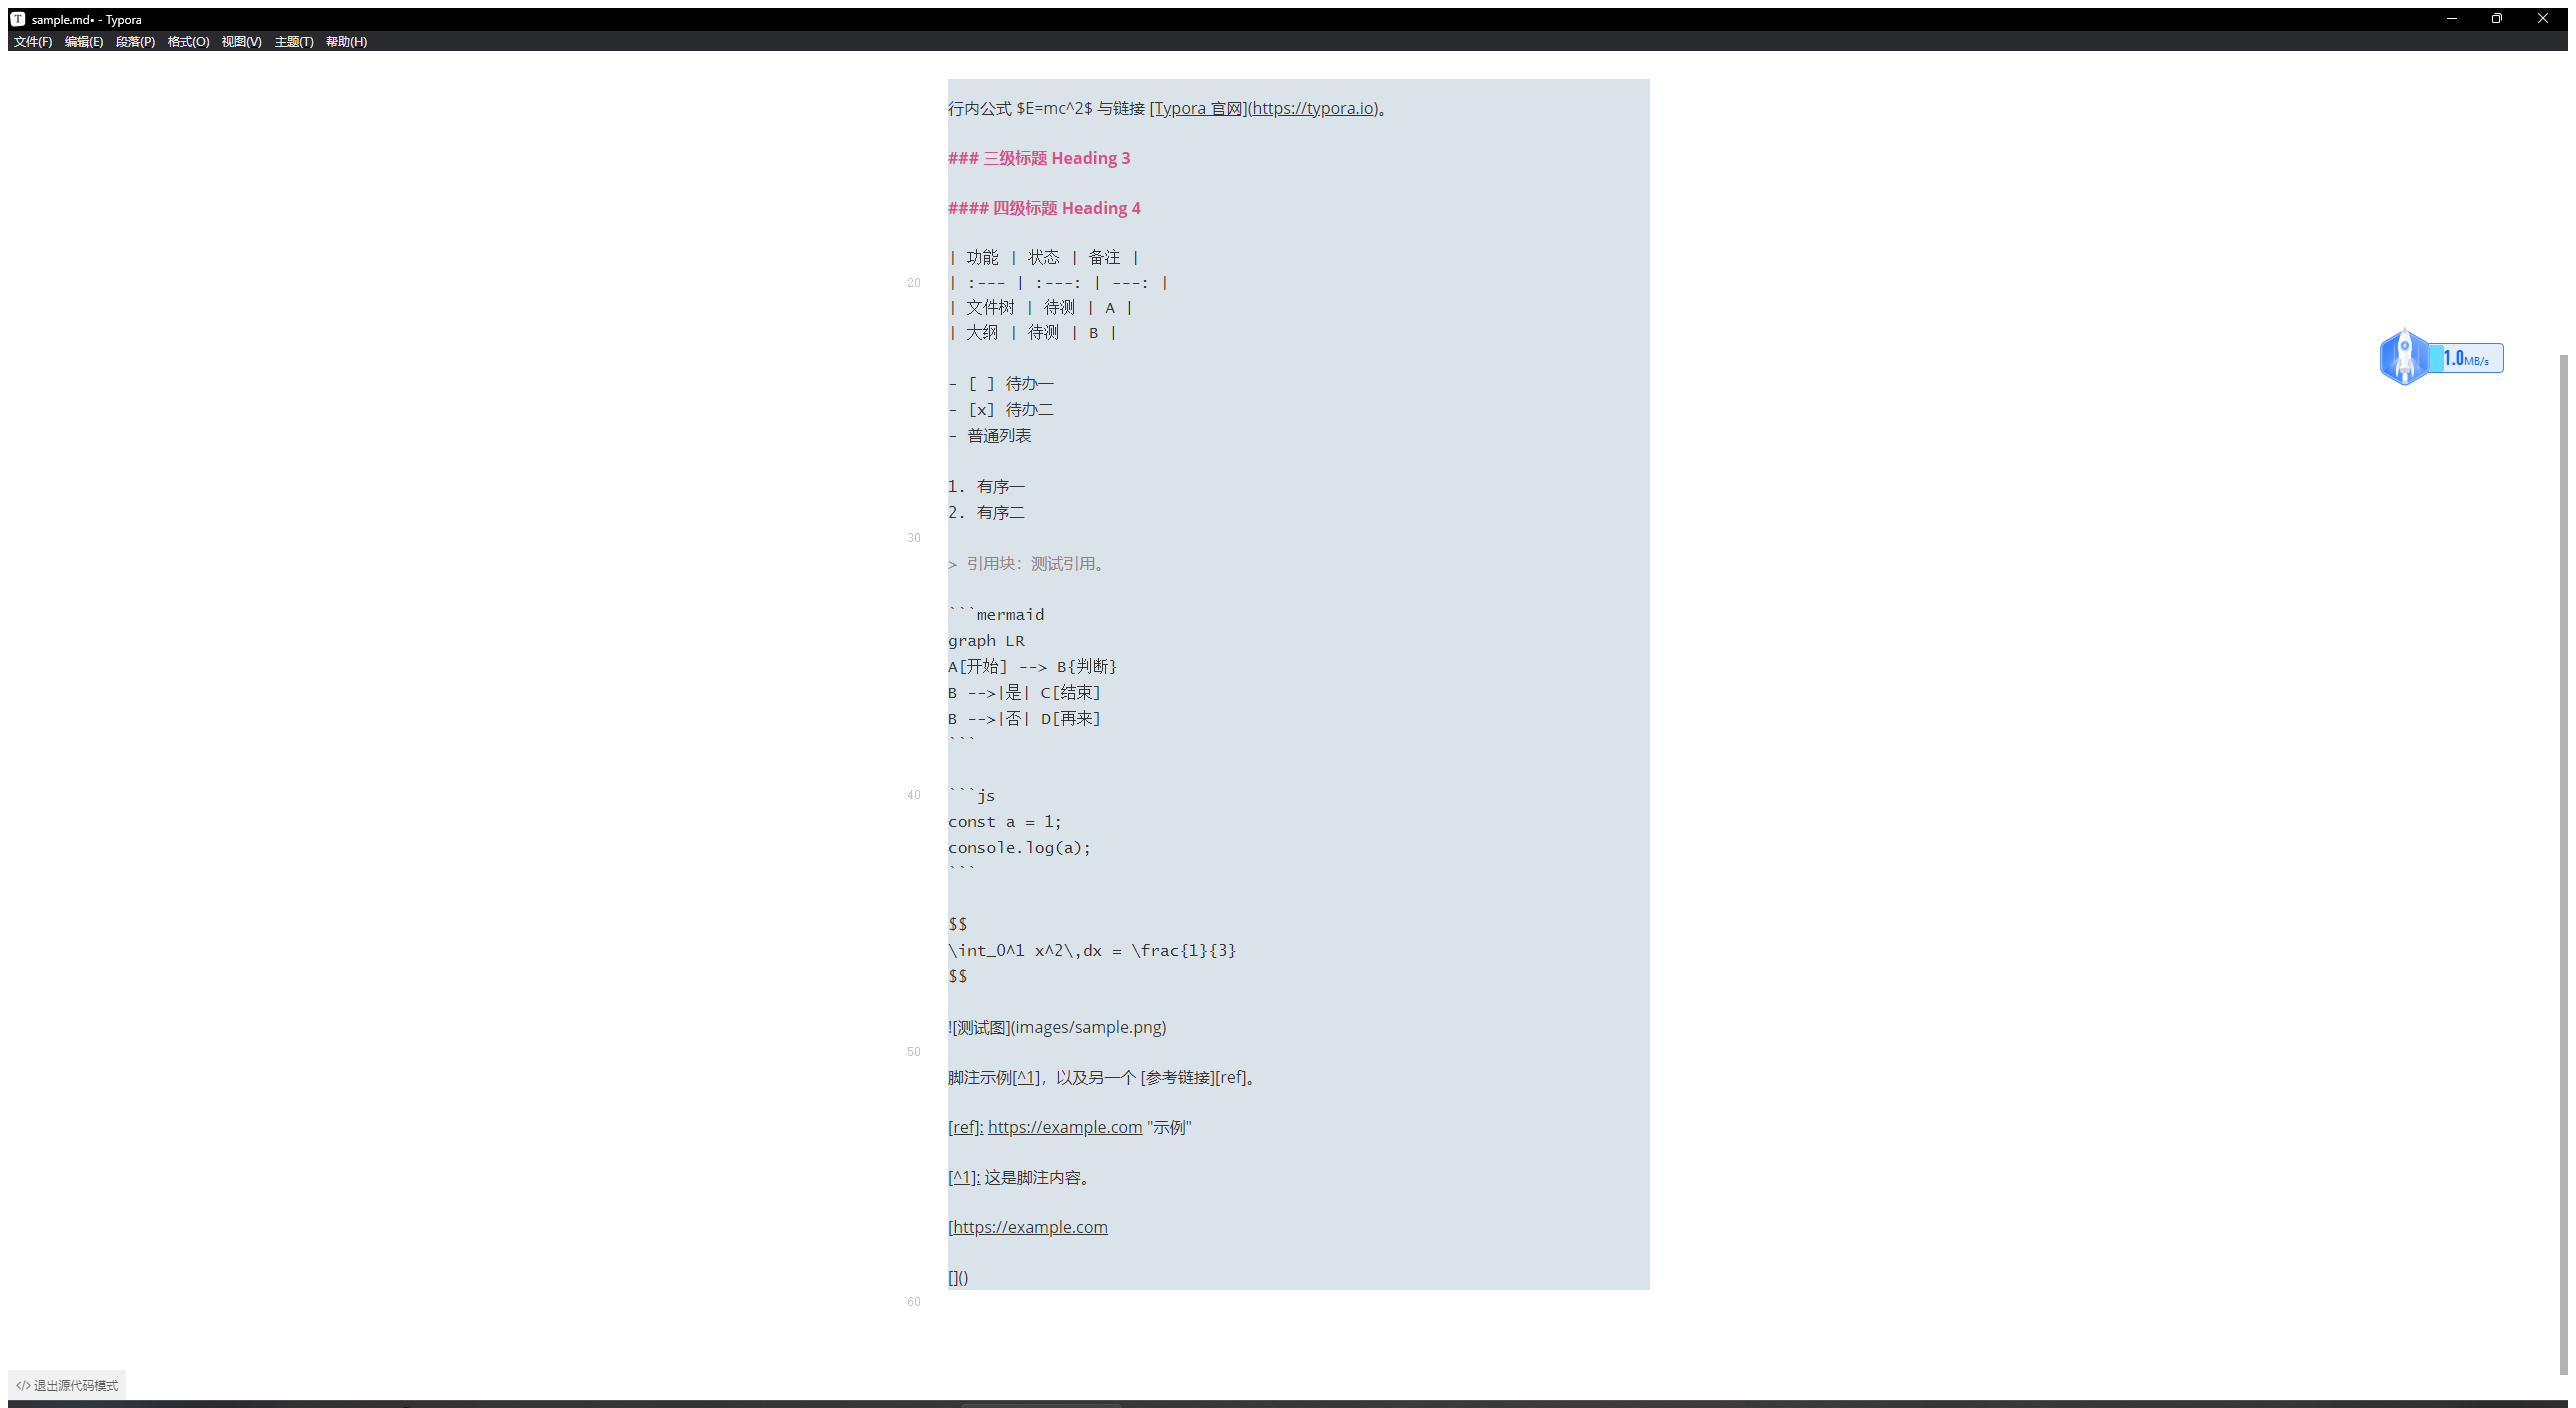 sample.md• - Typora
文件(F) 编辑(E) 段落(P) 格式(O) 视图(V) 主题(T) 帮助(H)
行内公式 $E=mc^2$ 与链接 [Typora 官网](https://typora.io)。
### 三级标题 Heading 3
#### 四级标题 Heading 4
| 功能 | 状态 | 备注 |
20 | :--- | :---: | ---: |
| 文件树 | 待测 | A |
| 大纲 | 待测 | B |
1.0MB/s
- [ ] 待办一
- [x] 待办二
- 普通列表
1. 有序一
2. 有序二
30
> 引用块：测试引用。
```mermaid
graph LR
A[开始] --> B{判断}
B -->|是| C[结束]
B -->|否| D[再来]
```
40 ```js
const a = 1;
console.log(a);
```
$$
\int_0^1 x^2\,dx = \frac{1}{3}
$$
![测试图](images/sample.png)
50
脚注示例[^1]，以及另一个 [参考链接][ref]。
[ref]: https://example.com "示例"
[^1]: 这是脚注内容。
[https://example.com
[]()
60
</> 退出源代码模式